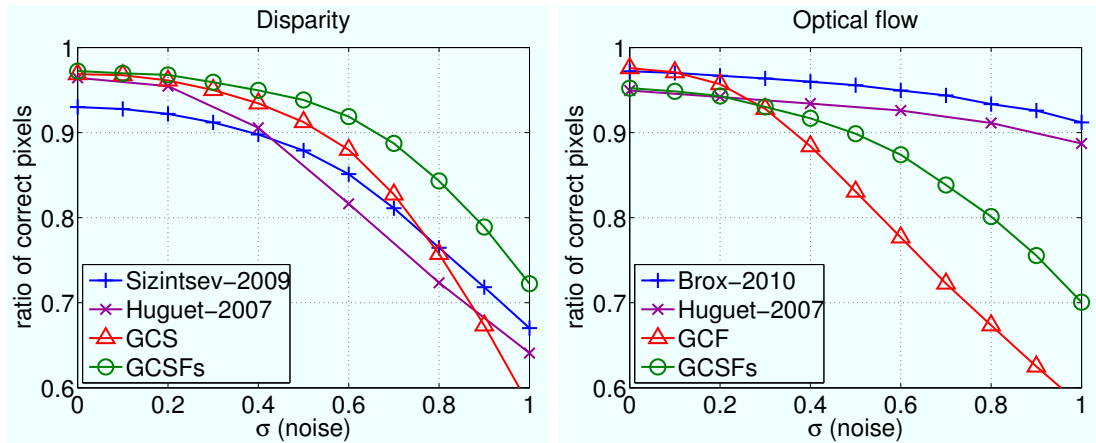 Disparity
1
0.9
0.8
0.7
0.6
ratio of correct pixels
Sizintsev−2009
Huguet−2007
GCS
GCSFs
0 0.2 0.4 0.6 0.8 1
σ (noise)
Optical flow
1
0.9
0.8
0.7
0.6
ratio of correct pixels
Brox−2010
Huguet−2007
GCF
GCSFs
0 0.2 0.4 0.6 0.8 1
σ (noise)